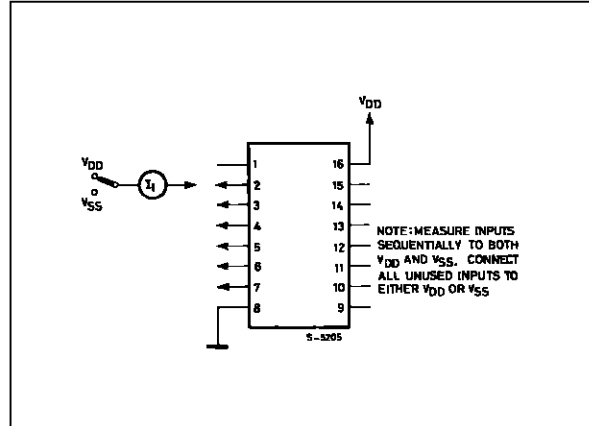 VDD
VDD
VSS
I1
1 16
2 15
3 14
4 13
5 12
6 11
7 10
8 9
NOTE: MEASURE INPUTS
SEQUENTIALLY TO BOTH
VDD AND VSS. CONNECT
ALL UNUSED INPUTS TO
EITHER VDD OR VSS
S-5205